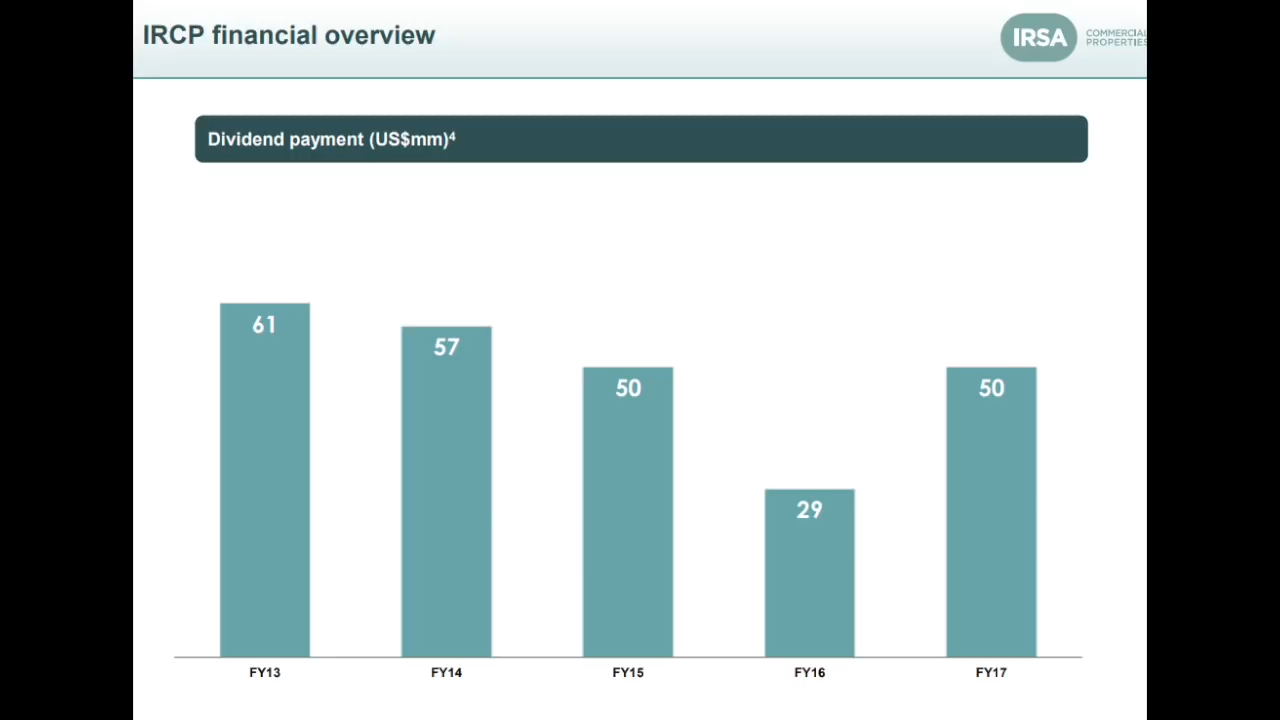 IRCP financial overview
IRSA
COMMERCIAL
PROPERTIES
Dividend payment (US$mm)⁴
61
57
50
29
50
FY13 FY14 FY15 FY16 FY17